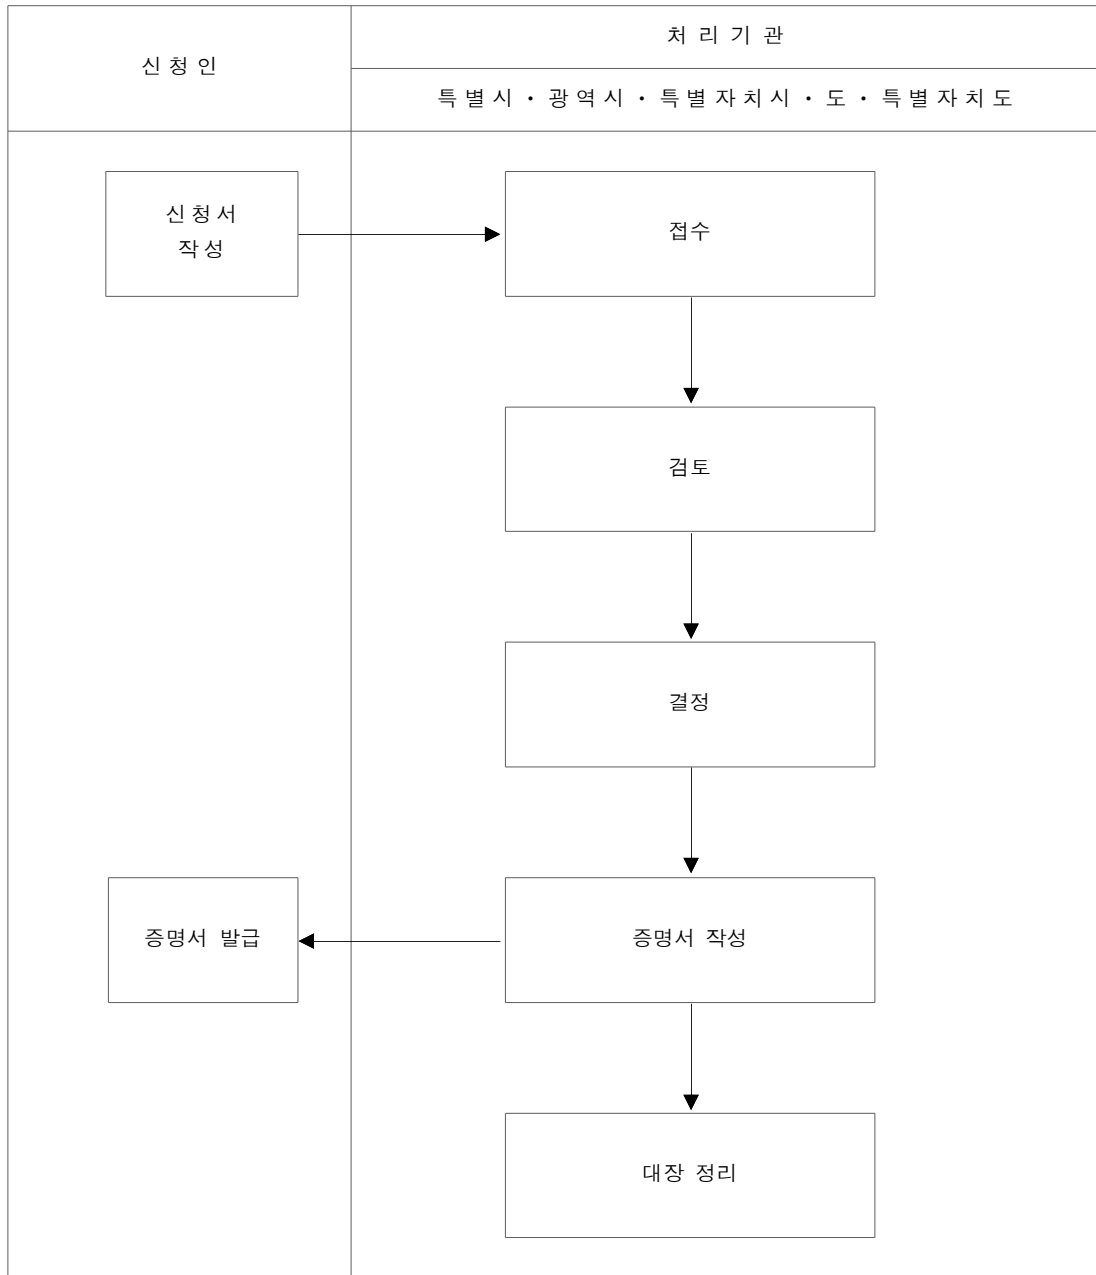 신청인
처리기관
특별시・광역시・특별자치시・도・특별자치도
신청서
작성
접수
검토
결정
증명서 발급
증명서 작성
대장 정리